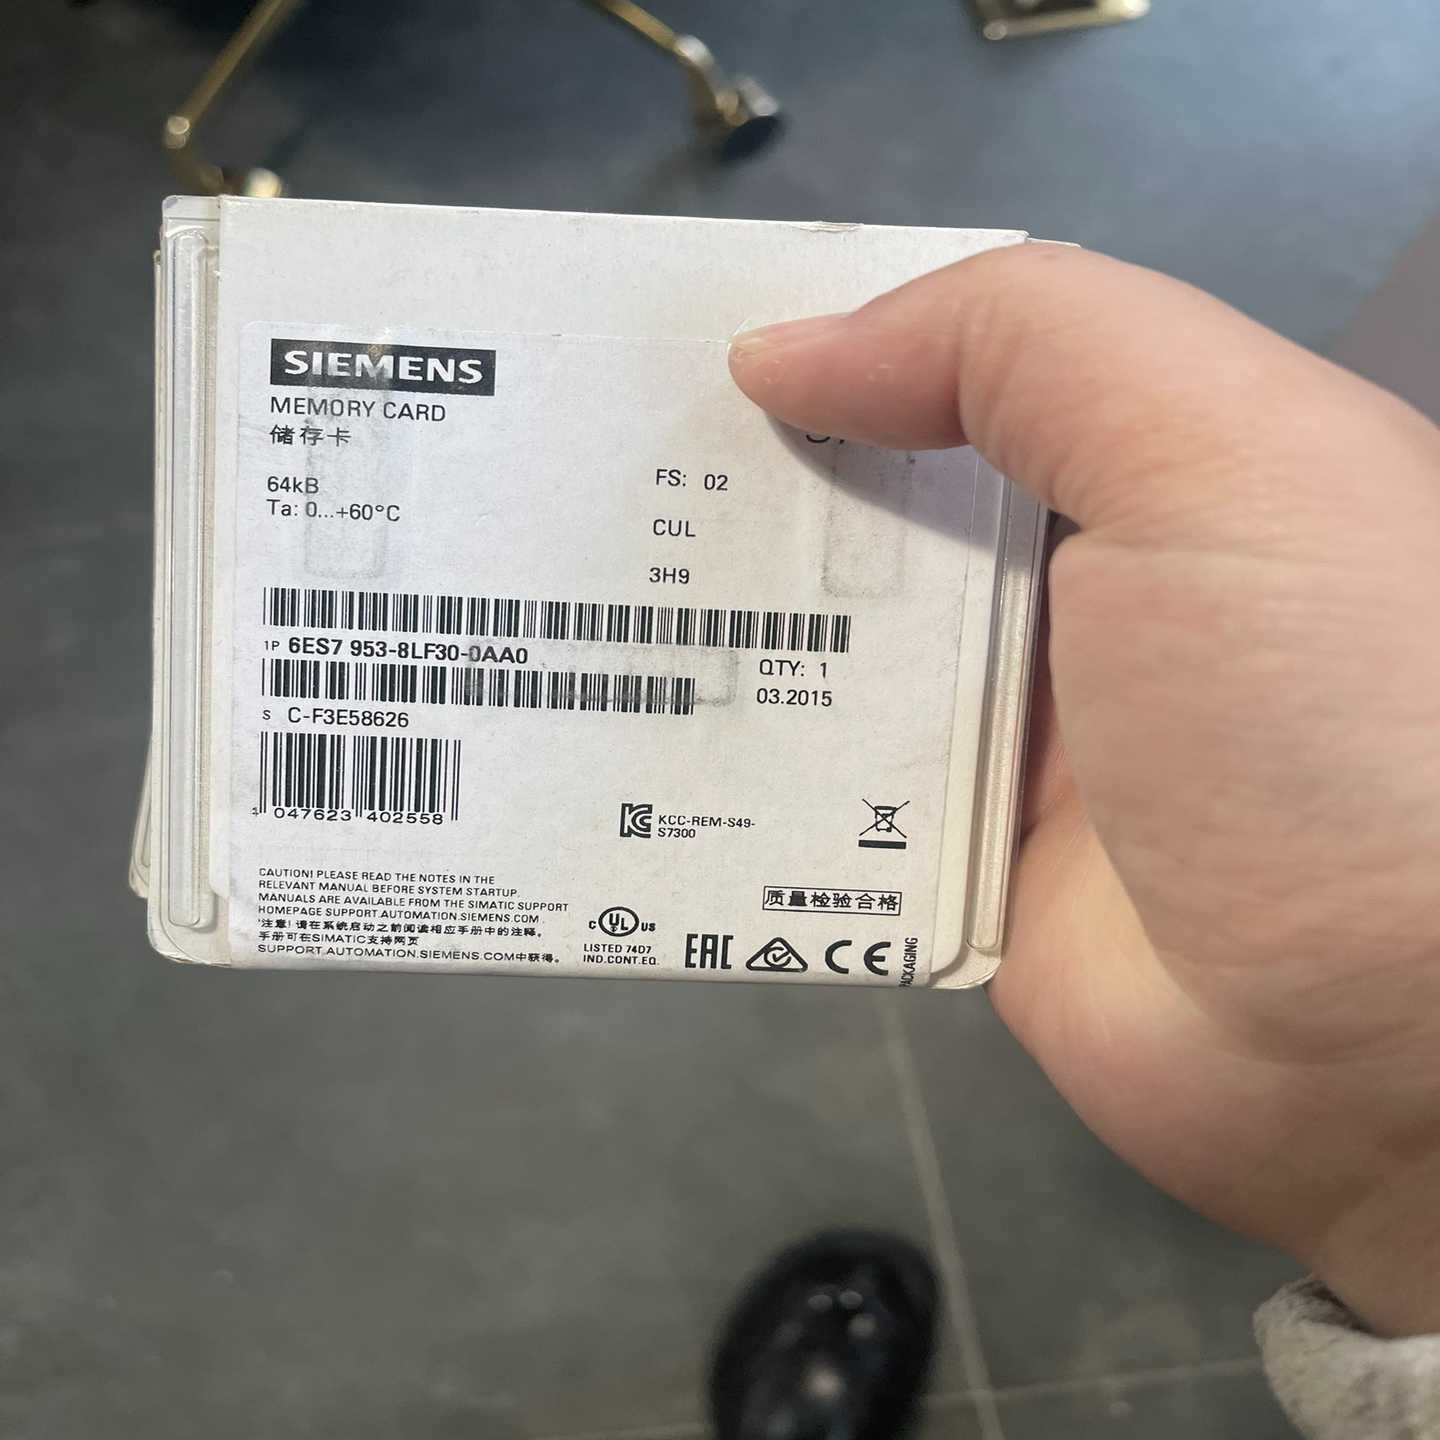 SIEMENS
MEMORY CARD
储存卡
64kB
Ta: 0...+60°C
FS: 02
CUL
3H9
1P 6ES7 953-8LF30-0AA0
QTY: 1
03.2015
S C-F3E58626
4 047623 402558
KCC-REM-S49-
S7300
CAUTION! PLEASE READ THE NOTES IN THE
RELEVANT MANUAL BEFORE SYSTEM STARTUP.
MANUALS ARE AVAILABLE FROM THE SIMATIC SUPPORT
HOMEPAGE SUPPORT.AUTOMATION.SIEMENS.COM.
'注意! 请在系统启动之前阅读相应手册中的注释。
手册可在SIMATIC支持网页
SUPPORT.AUTOMATION.SIEMENS.COM中获得。
C UL US
LISTED 74D7
IND.CONT.EQ.
质量检验合格
EAC
CE
PACKAGING